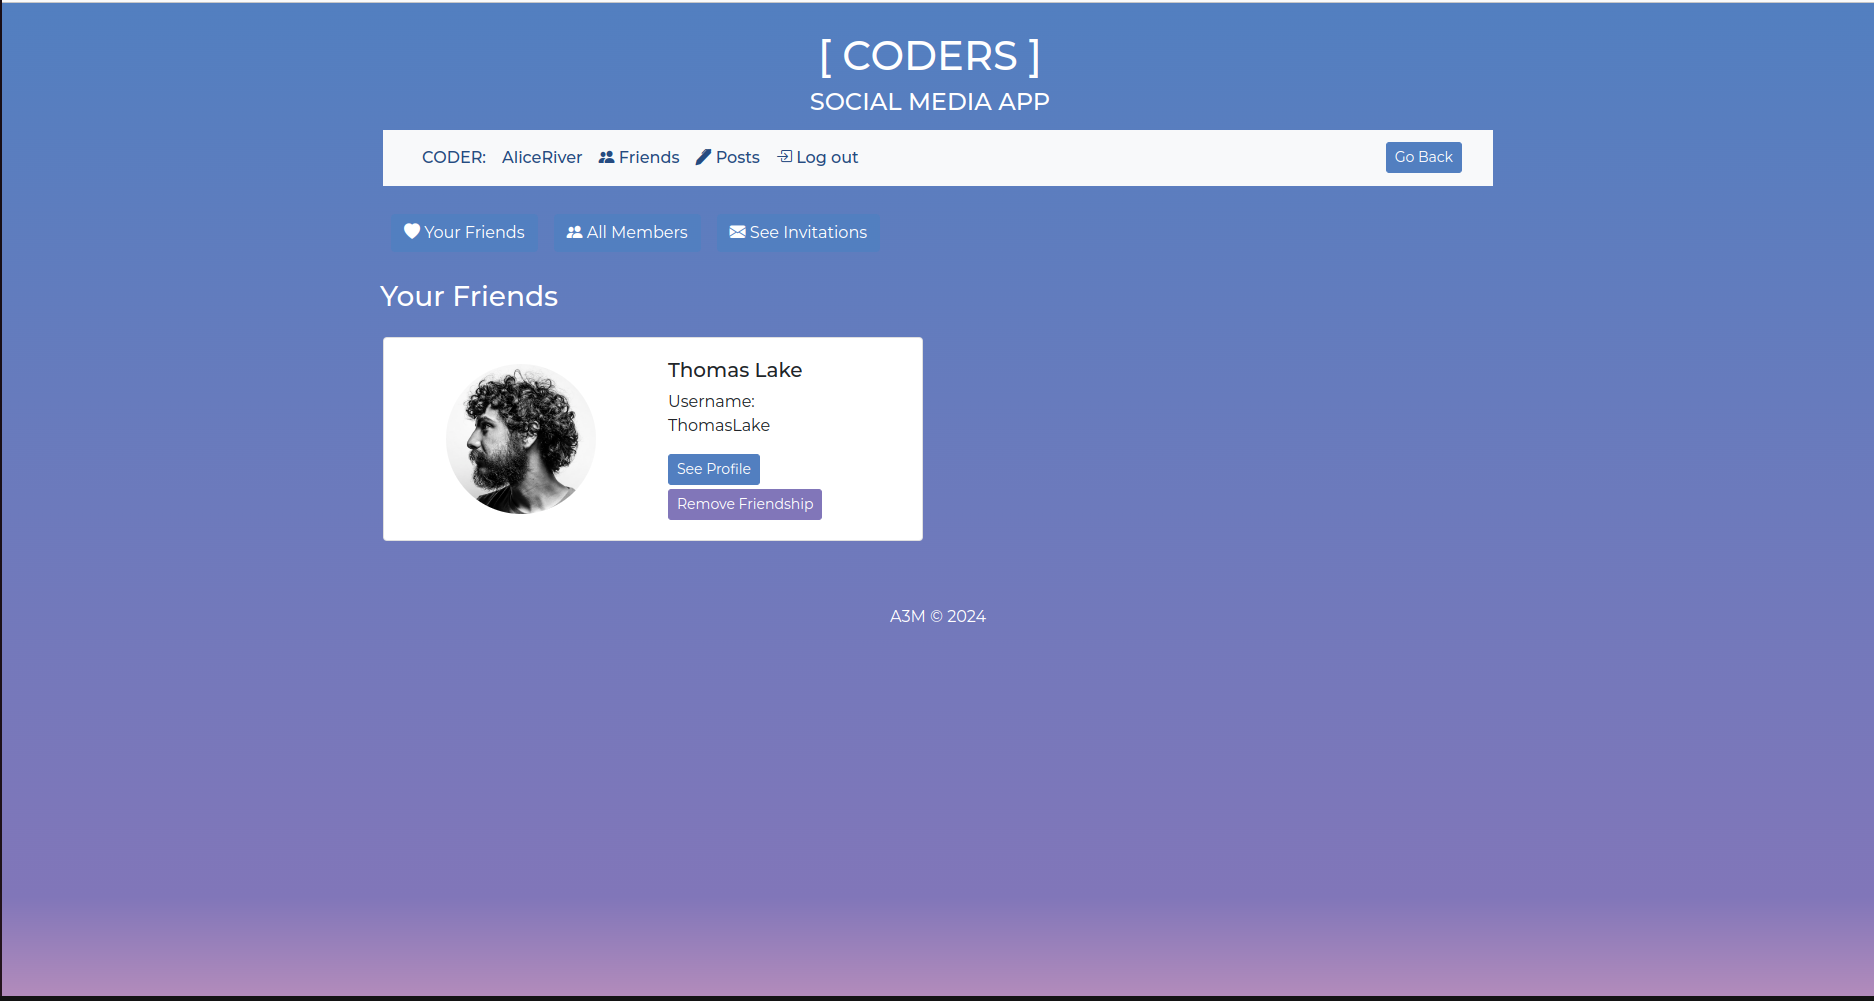 [ CODERS ]
SOCIAL MEDIA APP
CODER: AliceRiver Friends Posts Log out Go Back
Your Friends All Members See Invitations
Your Friends
Thomas Lake
Username:
ThomasLake
See Profile
Remove Friendship
A3M © 2024